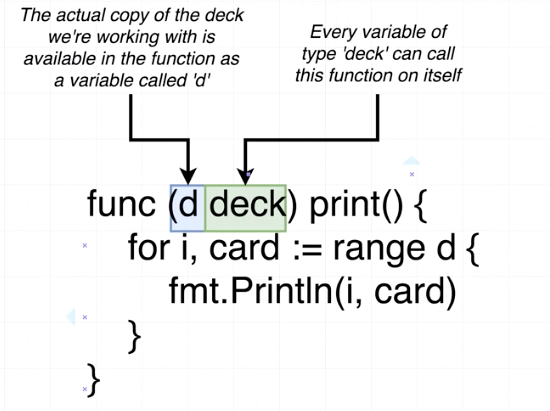 The actual copy of the deck
we're working with is
available in the function as
a variable called 'd'
Every variable of
type 'deck' can call
this function on itself
func (d deck) print() {
for i, card := range d {
fmt.Println(i, card)
}
}